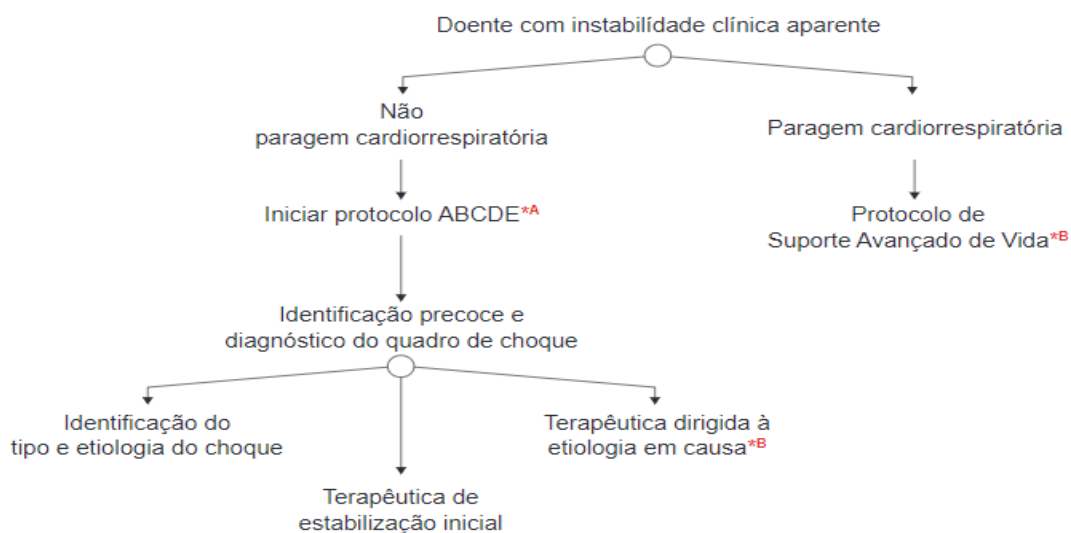 Doente com instabilídade clínica aparente
Não
paragem cardiorrespiratória
Paragem cardiorrespiratória
Iniciar protocolo ABCDE*A
Protocolo de
Suporte Avançado de Vida*B
Identificação precoce e
diagnóstico do quadro de choque
Identificação do
tipo e etiologia do choque
Terapêutica dirigida à
etiologia em causa*B
Terapêutica de
estabilização inicial